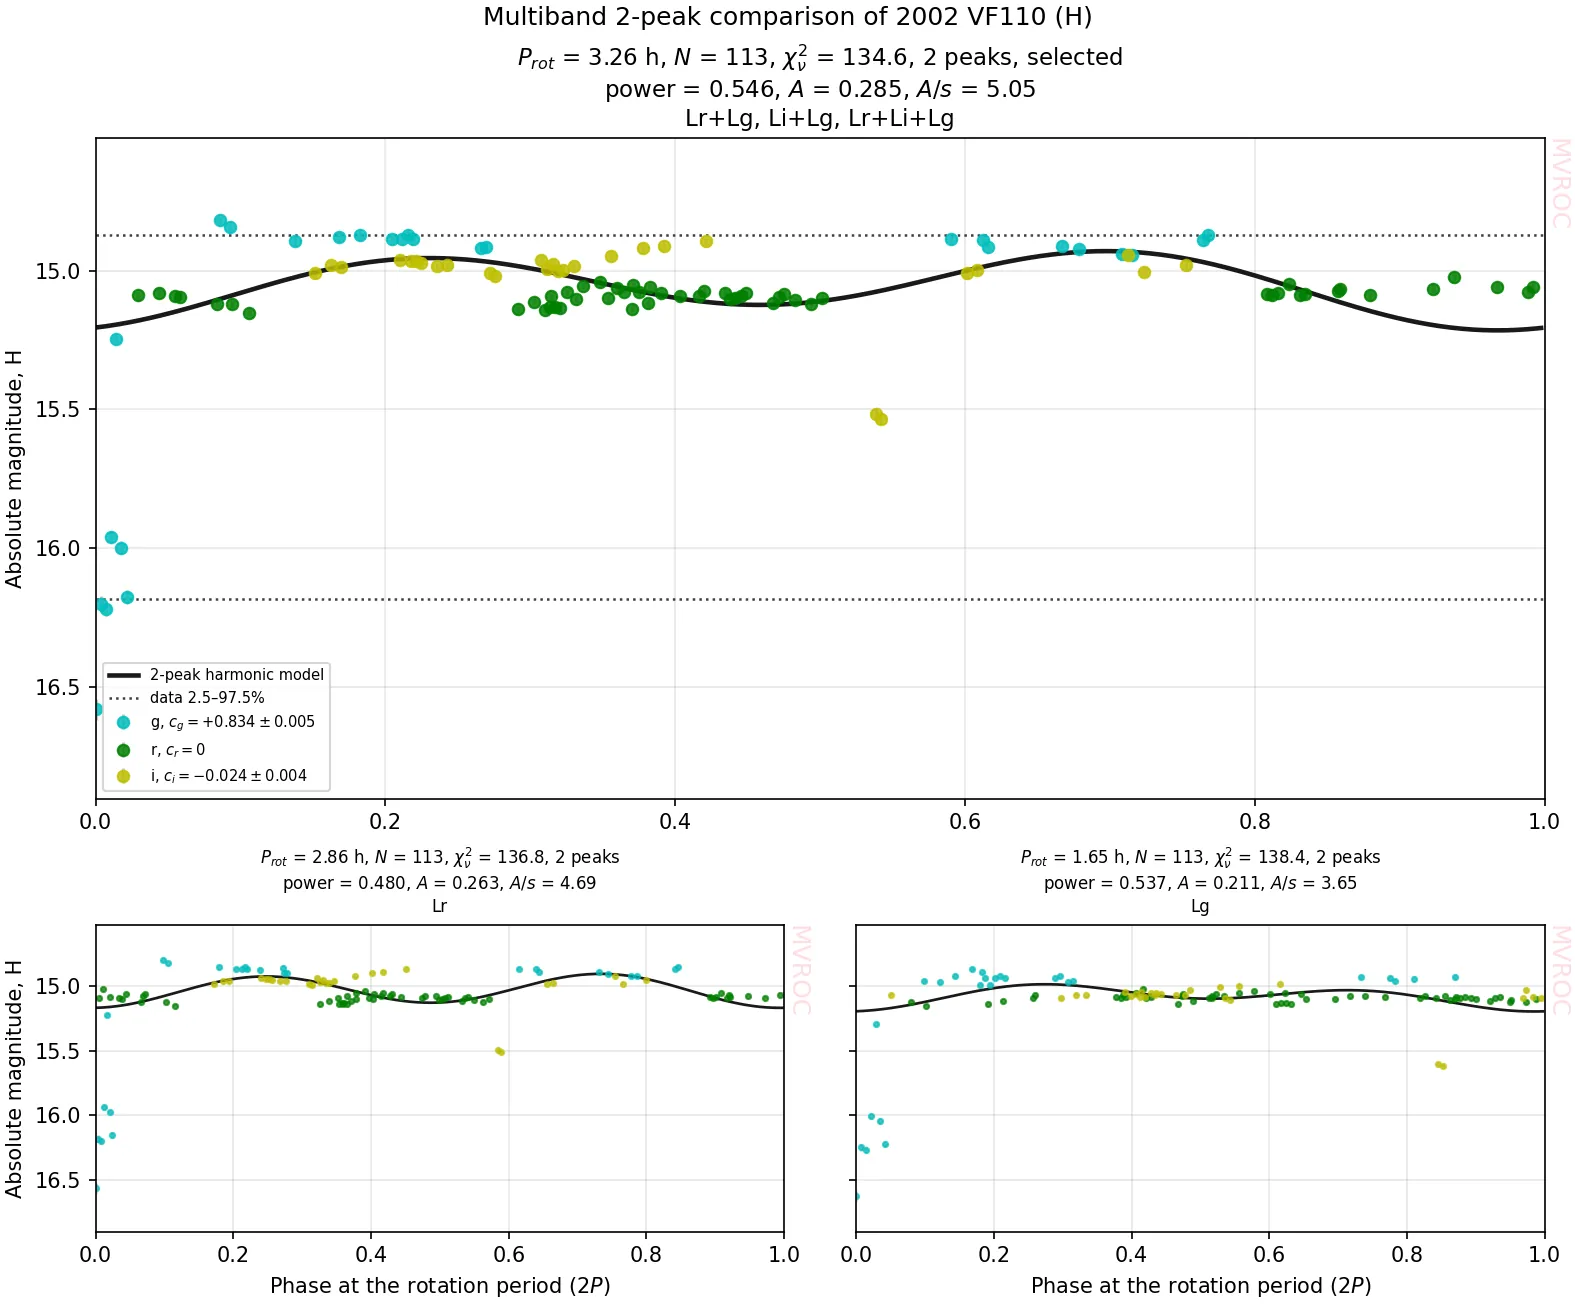 Multiband 2-peak comparison of 2002 VF110 (H)
P_rot = 3.26 h, N = 113, χ²_ν = 134.6, 2 peaks, selected
power = 0.546, A = 0.285, A/s = 5.05
Lr+Lg, Li+Lg, Lr+Li+Lg
MVROC
Absolute magnitude, H
15.0
15.5
16.0
16.5
2-peak harmonic model
data 2.5–97.5%
g, c_g = +0.834 ± 0.005
r, c_r = 0
i, c_i = −0.024 ± 0.004
0.0 0.2 0.4 0.6 0.8 1.0
P_rot = 2.86 h, N = 113, χ²_ν = 136.8, 2 peaks
power = 0.480, A = 0.263, A/s = 4.69
Lr
MVROC
Absolute magnitude, H
15.0
15.5
16.0
16.5
0.0 0.2 0.4 0.6 0.8 1.0
Phase at the rotation period (2P)
P_rot = 1.65 h, N = 113, χ²_ν = 138.4, 2 peaks
power = 0.537, A = 0.211, A/s = 3.65
Lg
MVROC
0.0 0.2 0.4 0.6 0.8 1.0
Phase at the rotation period (2P)